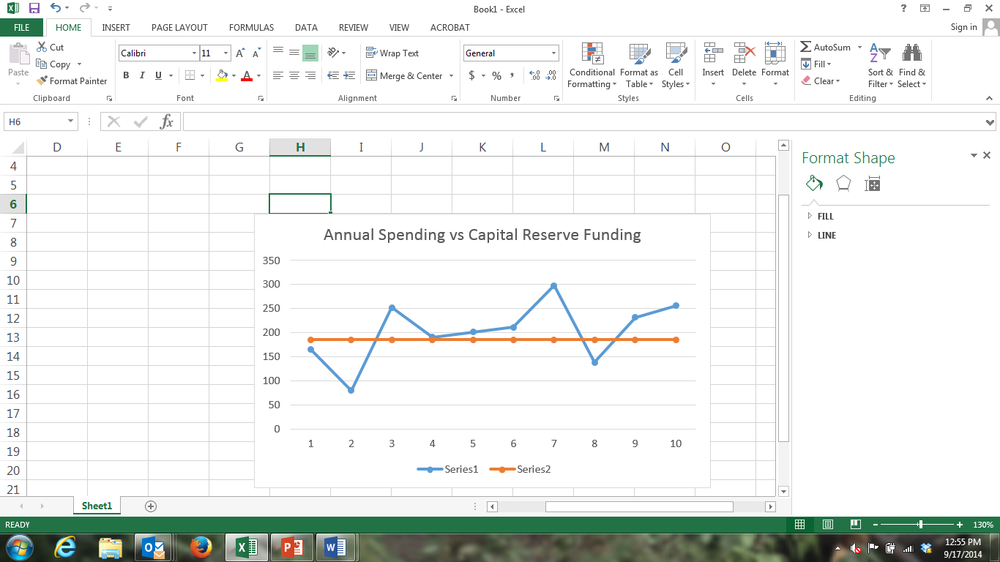 Book1 - Excel
FILE HOME INSERT PAGE LAYOUT FORMULAS DATA REVIEW VIEW ACROBAT Sign in
Paste
Cut
Copy
Format Painter
Clipboard
Calibri 11
B I U
Font
Wrap Text
Merge & Center
Alignment
General
$ % ,
Number
Conditional Formatting
Format as Table
Cell Styles
Styles
Insert Delete Format
Cells
AutoSum
Fill
Clear
Sort & Filter
Find & Select
Editing
H6 fx
D E F G H I J K L M N O
4
5
6
7
8
9
10
11
12
13
14
15
16
17
18
19
20
21
Annual Spending vs Capital Reserve Funding
350
300
250
200
150
100
50
0
1 2 3 4 5 6 7 8 9 10
Series1 Series2
Format Shape
FILL
LINE
Sheet1
READY 130%
12:55 PM
9/17/2014